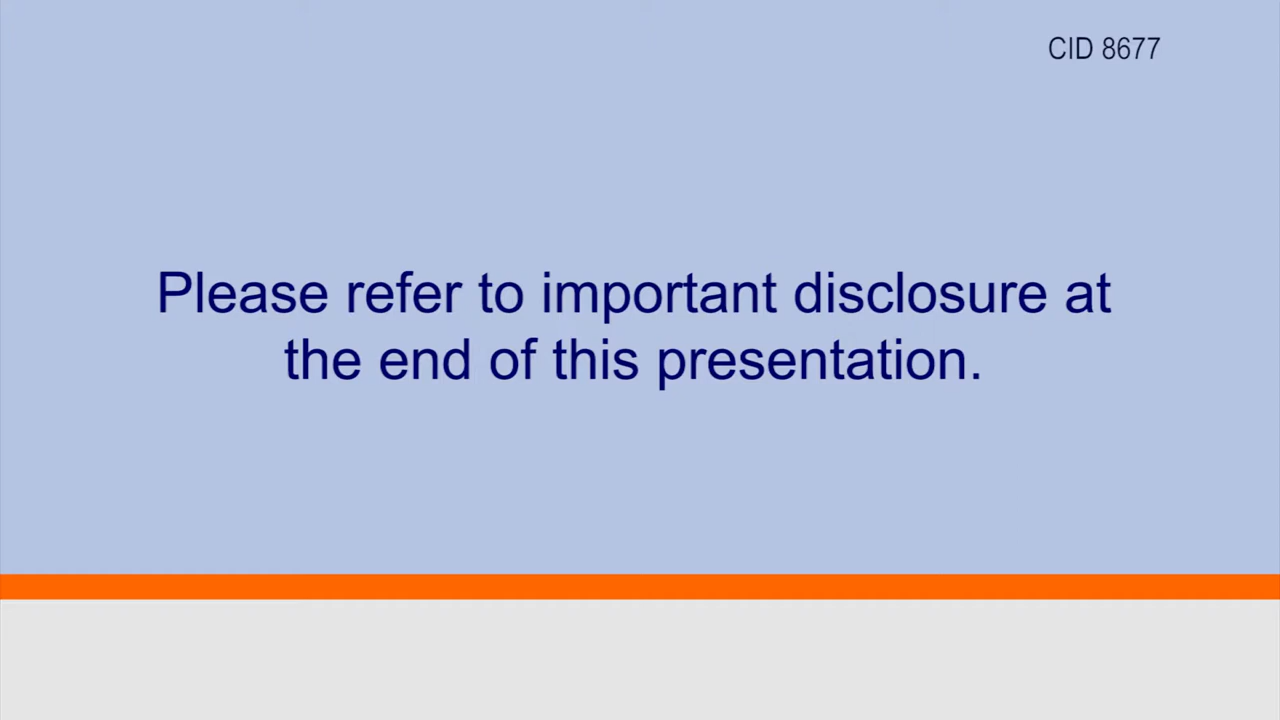 CID 8677
Please refer to important disclosure at
the end of this presentation.